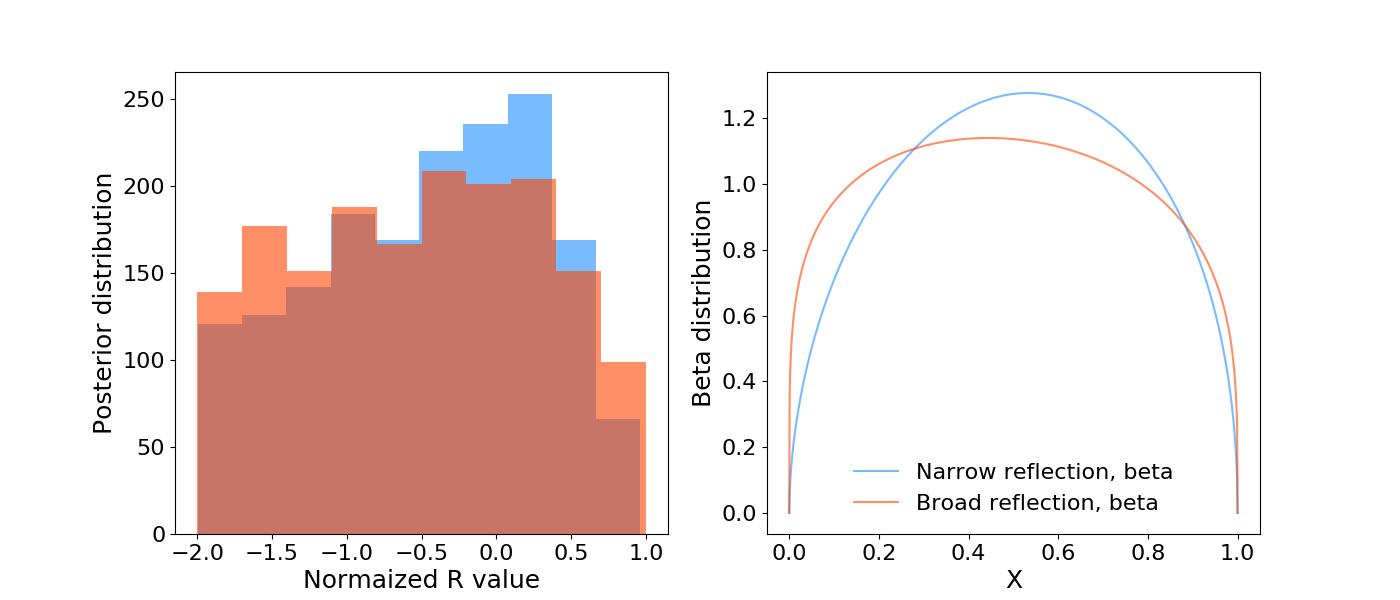 250
200
150
100
50
0
Posterior distribution
−2.0 −1.5 −1.0 −0.5 0.0 0.5 1.0
Normaized R value
1.2
1.0
0.8
0.6
0.4
0.2
0.0
Beta distribution
Narrow reflection, beta
Broad reflection, beta
0.0 0.2 0.4 0.6 0.8 1.0
X